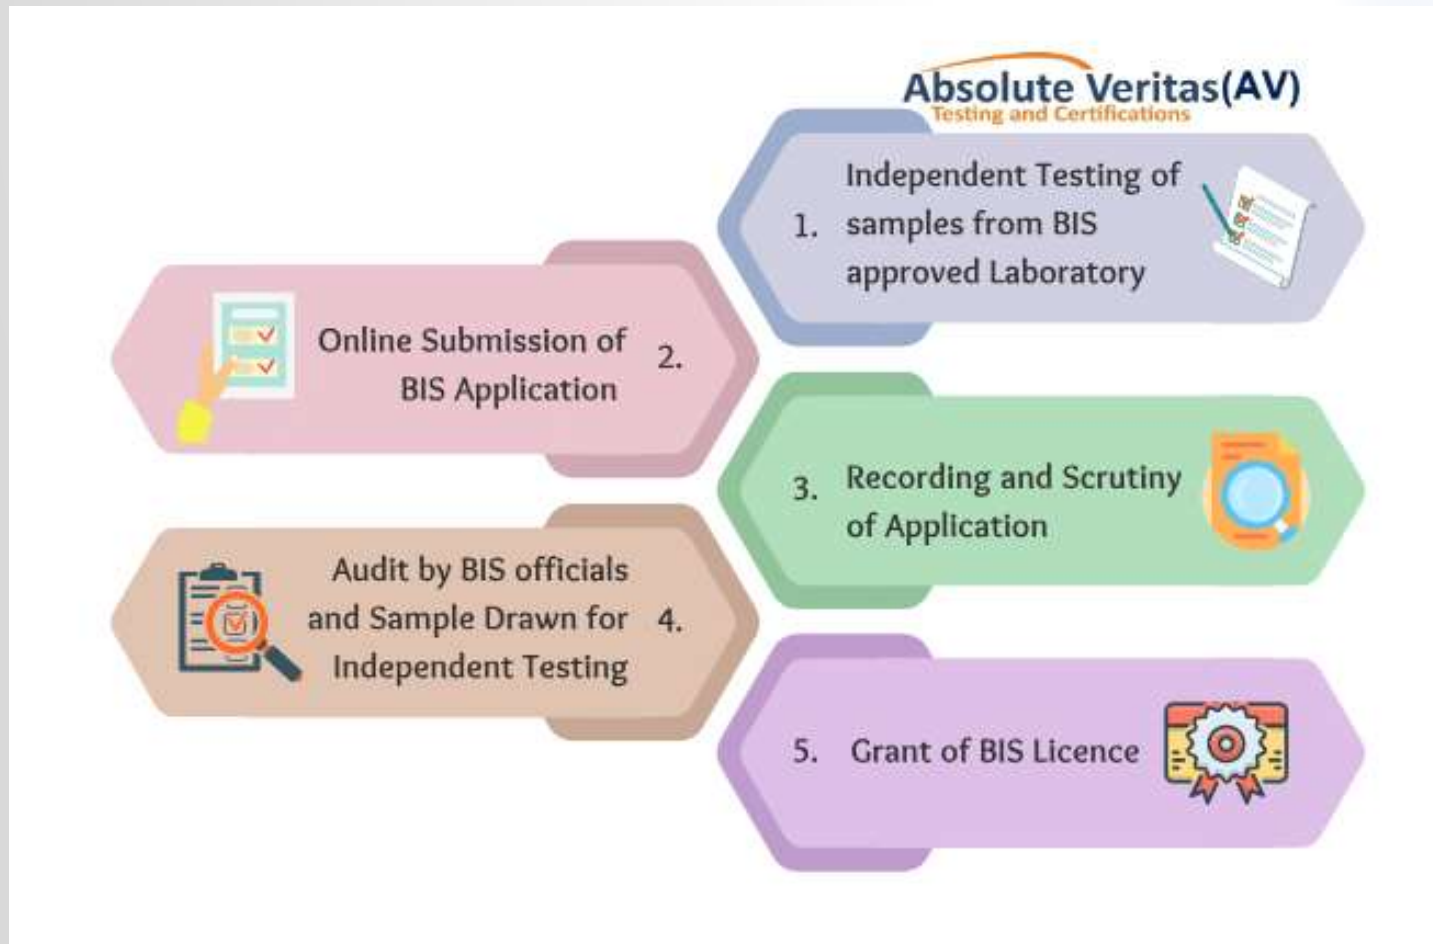 Absolute Veritas(AV)
Testing and Certifications
1. Independent Testing of
samples from BIS
approved Laboratory
Online Submission of 2.
BIS Application
3. Recording and Scrutiny
of Application
Audit by BIS officials
and Sample Drawn for 4.
Independent Testing
5. Grant of BIS Licence